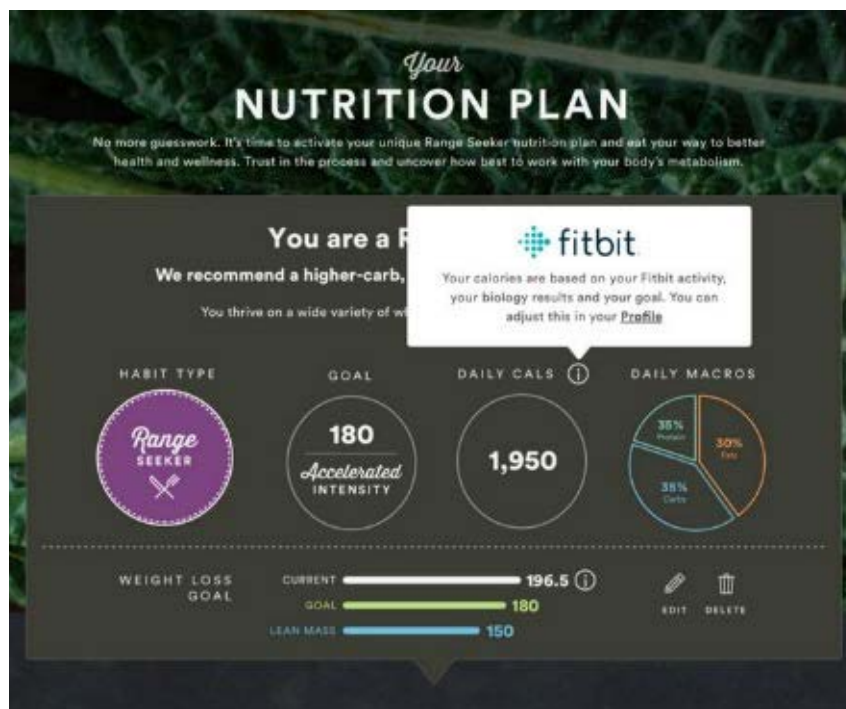 Your
NUTRITION PLAN
No more guesswork. It's time to activate your unique Range Seeker nutrition plan and eat your way to better
health and wellness. Trust in the process and uncover how best to work with your body's metabolism.
You are a
We recommend a higher-carb,
You thrive on a wide variety of
fitbit
Your calories are based on your Fitbit activity,
your biology results and your goal. You can
adjust this in your Profile
HABIT TYPE
GOAL
DAILY CALS
DAILY MACROS
Range
SEEKER
180
Accelerated
INTENSITY
1,950
35%
Protein
30%
Fats
35%
Carbs
WEIGHT LOSS
GOAL
CURRENT 196.5
GOAL 180
LEAN MASS 150
EDIT
DELETE